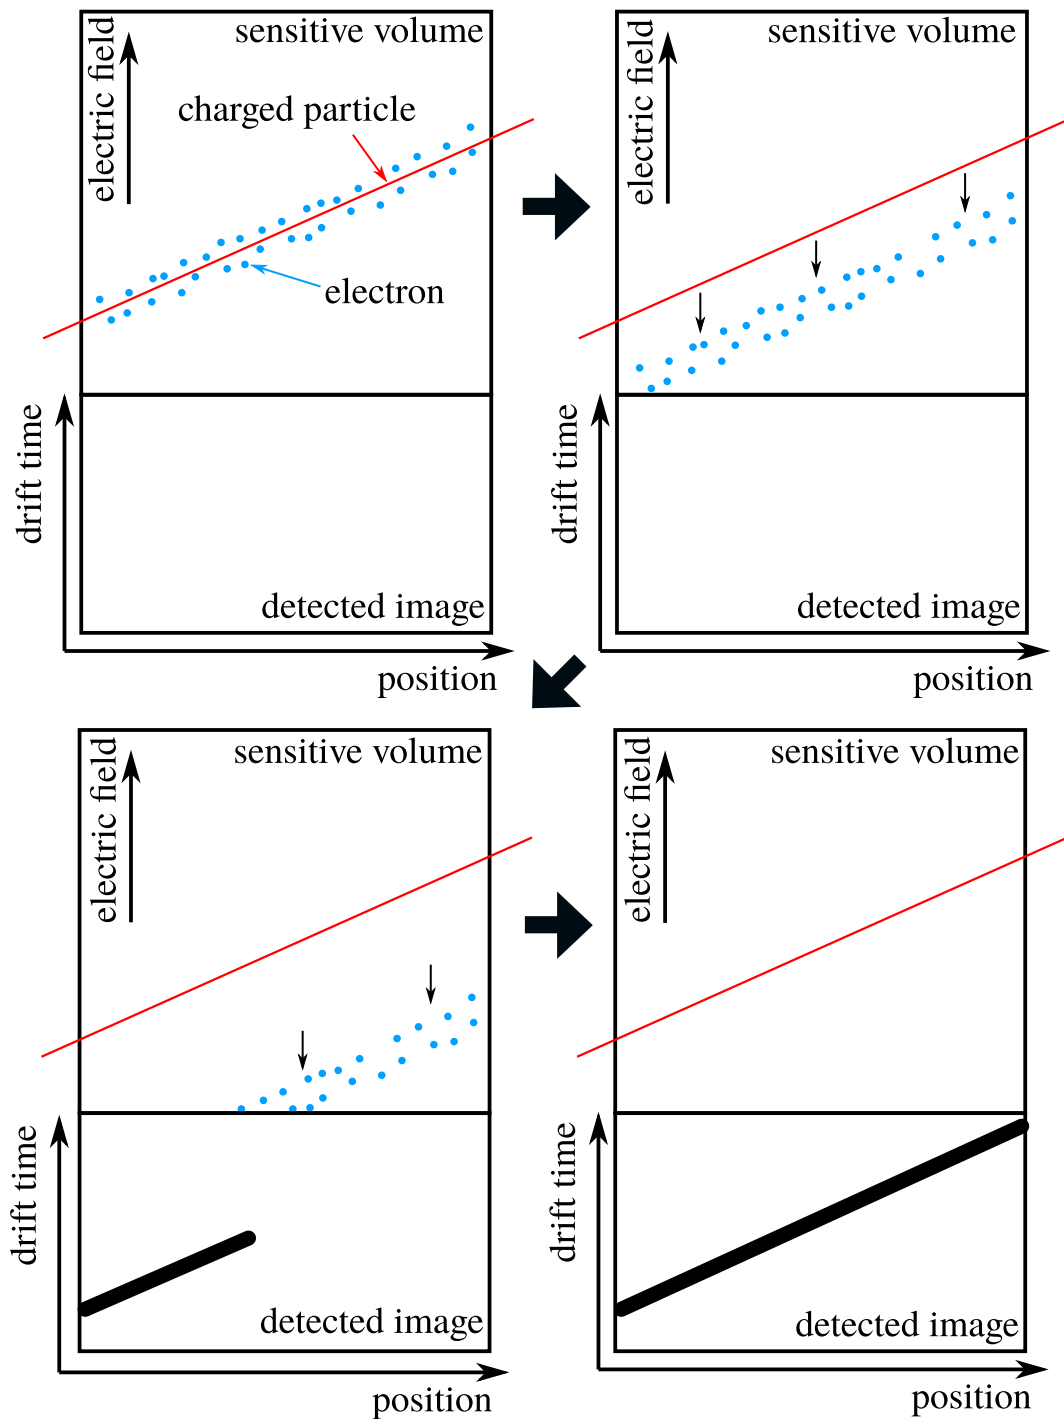 sensitive volume
electric field
charged particle
electron
drift time
detected image
position
sensitive volume
electric field
drift time
detected image
position
sensitive volume
electric field
drift time
detected image
position
sensitive volume
electric field
drift time
detected image
position